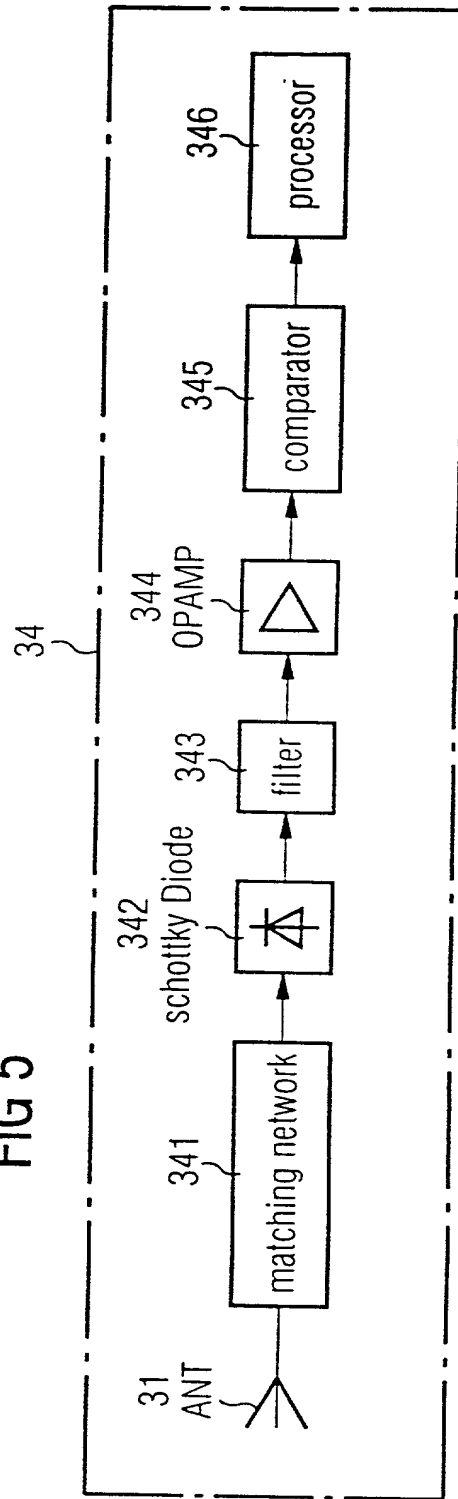 FIG 5
34
31
ANT
341
matching network
342
schottky Diode
343
filter
344
OPAMP
345
comparator
346
processor